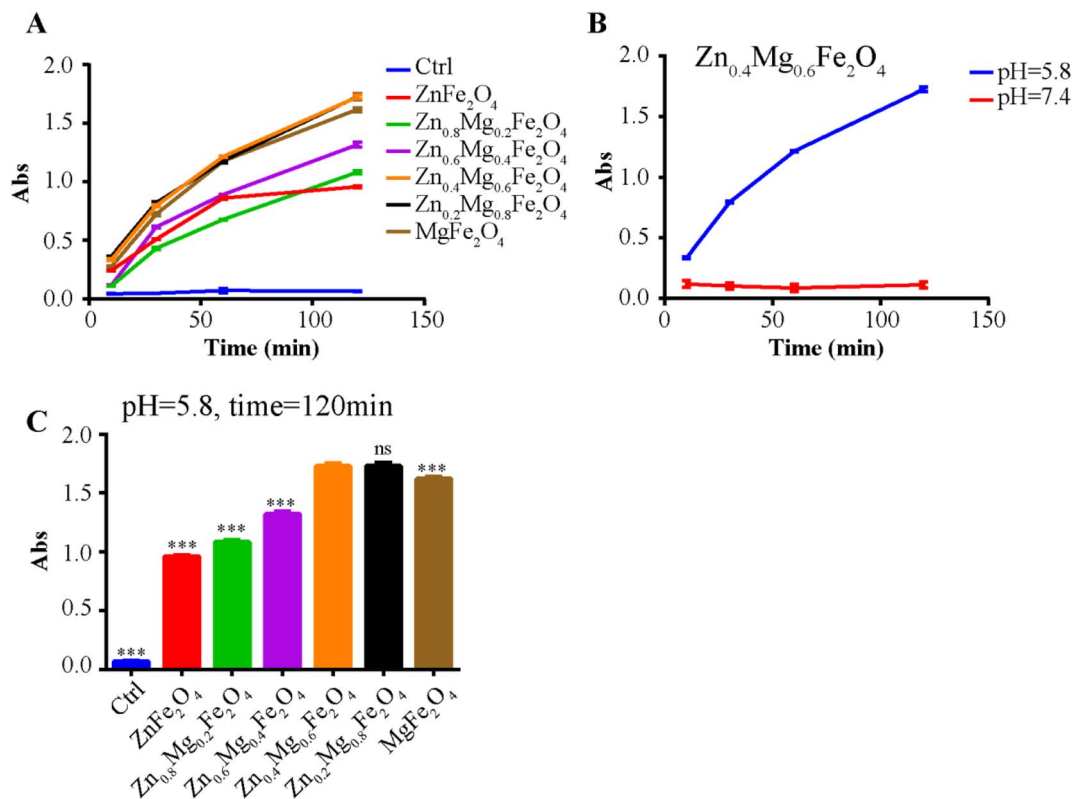 A
2.0
1.5
1.0
0.5
0.0
Abs
0
50
100
150
Time (min)
Ctrl
ZnFe₂O₄
Zn₀.₈Mg₀.₂Fe₂O₄
Zn₀.₆Mg₀.₄Fe₂O₄
Zn₀.₄Mg₀.₆Fe₂O₄
Zn₀.₂Mg₀.₈Fe₂O₄
MgFe₂O₄
B
Zn₀.₄Mg₀.₆Fe₂O₄
2.0
1.5
1.0
0.5
0.0
Abs
0
50
100
150
Time (min)
pH=5.8
pH=7.4
C
pH=5.8, time=120min
2.0
1.5
1.0
0.5
0.0
Abs
***
***
***
***
ns
***
Ctrl
ZnFe₂O₄
Zn₀.₈Mg₀.₂Fe₂O₄
Zn₀.₆Mg₀.₄Fe₂O₄
Zn₀.₄Mg₀.₆Fe₂O₄
Zn₀.₂Mg₀.₈Fe₂O₄
MgFe₂O₄